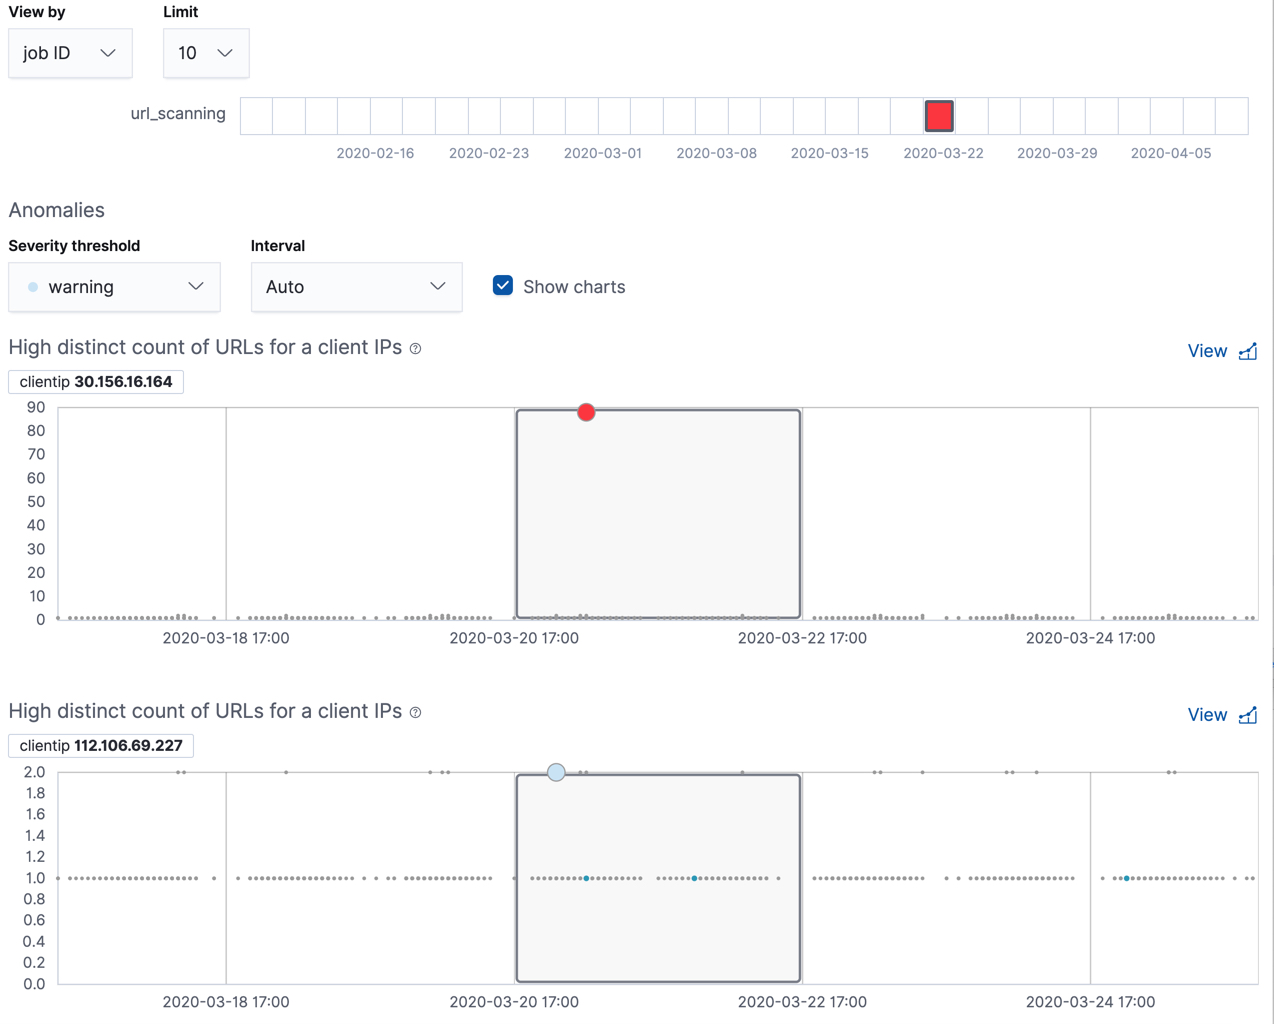 View by Limit
job ID 10
url_scanning
2020-02-16 2020-02-23 2020-03-01 2020-03-08 2020-03-15 2020-03-22 2020-03-29 2020-04-05
Anomalies
Severity threshold Interval
warning Auto Show charts
High distinct count of URLs for a client IPs View
clientip 30.156.16.164
90
80
70
60
50
40
30
20
10
0
2020-03-18 17:00 2020-03-20 17:00 2020-03-22 17:00 2020-03-24 17:00
High distinct count of URLs for a client IPs View
clientip 112.106.69.227
2.0
1.8
1.6
1.4
1.2
1.0
0.8
0.6
0.4
0.2
0.0
2020-03-18 17:00 2020-03-20 17:00 2020-03-22 17:00 2020-03-24 17:00